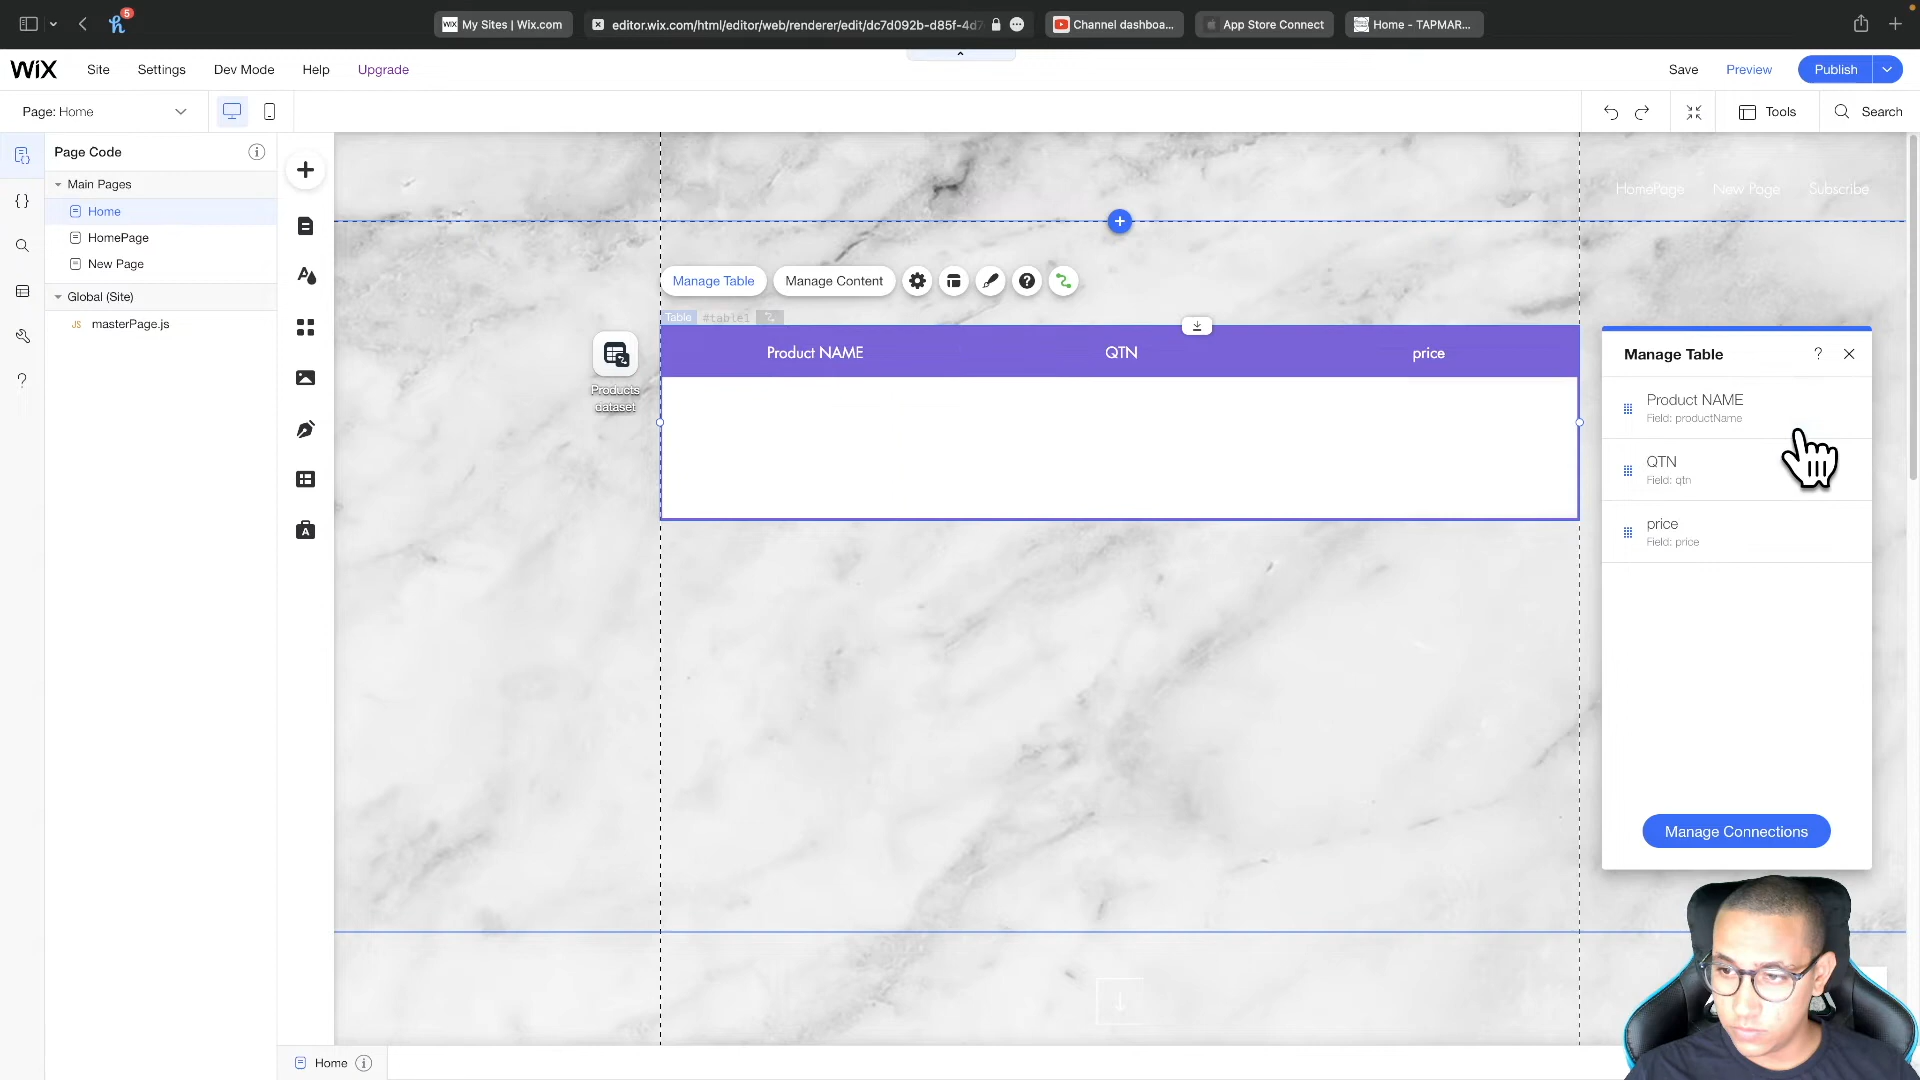 5
WIX My Sites | Wix.com
editor.wix.com/html/editor/web/renderer/edit/dc7d092b-d85f-4d7
Channel dashboa...
App Store Connect
Home - TAPMAR...
WIX
Site
Settings
Dev Mode
Help
Upgrade
Save
Preview
Publish
Page: Home
Tools
Search
Page Code
Main Pages
Home
HomePage
New Page
Global (Site)
JS masterPage.js
HomePage
New Page
Subscribe
Manage Table
Manage Content
Table
#table1
Products
dataset
Product NAME
QTN
price
Manage Table
Product NAME
Field: productName
QTN
Field: qtn
price
Field: price
Manage Connections
Home